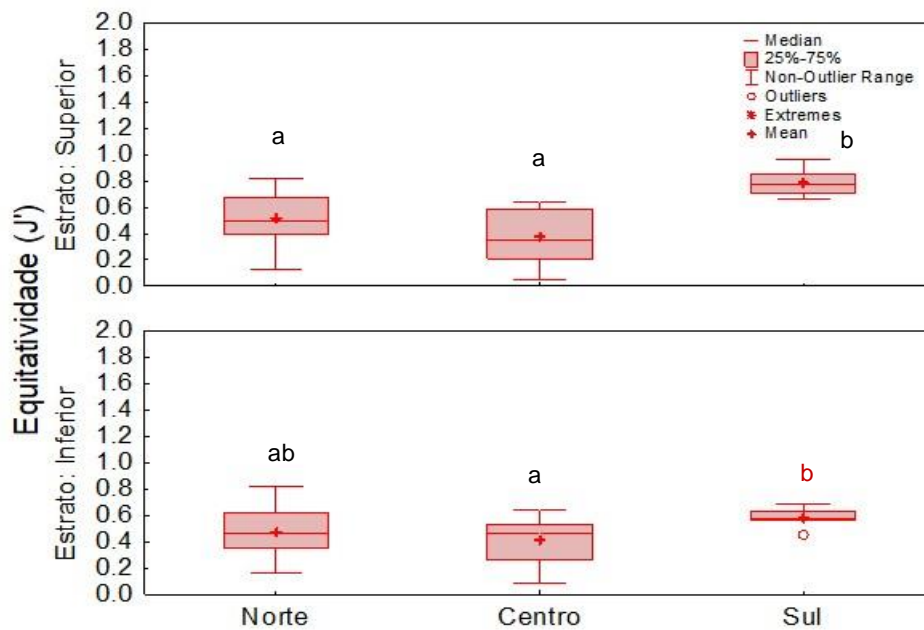 Equitatividade (J')
Estrato: Superior
2.0
1.8
1.6
1.4
1.2
1.0
0.8
0.6
0.4
0.2
0.0
Median
25%-75%
Non-Outlier Range
Outliers
Extremes
Mean
a
a
b
Estrato: Inferior
2.0
1.8
1.6
1.4
1.2
1.0
0.8
0.6
0.4
0.2
0.0
ab
a
b
Norte Centro Sul